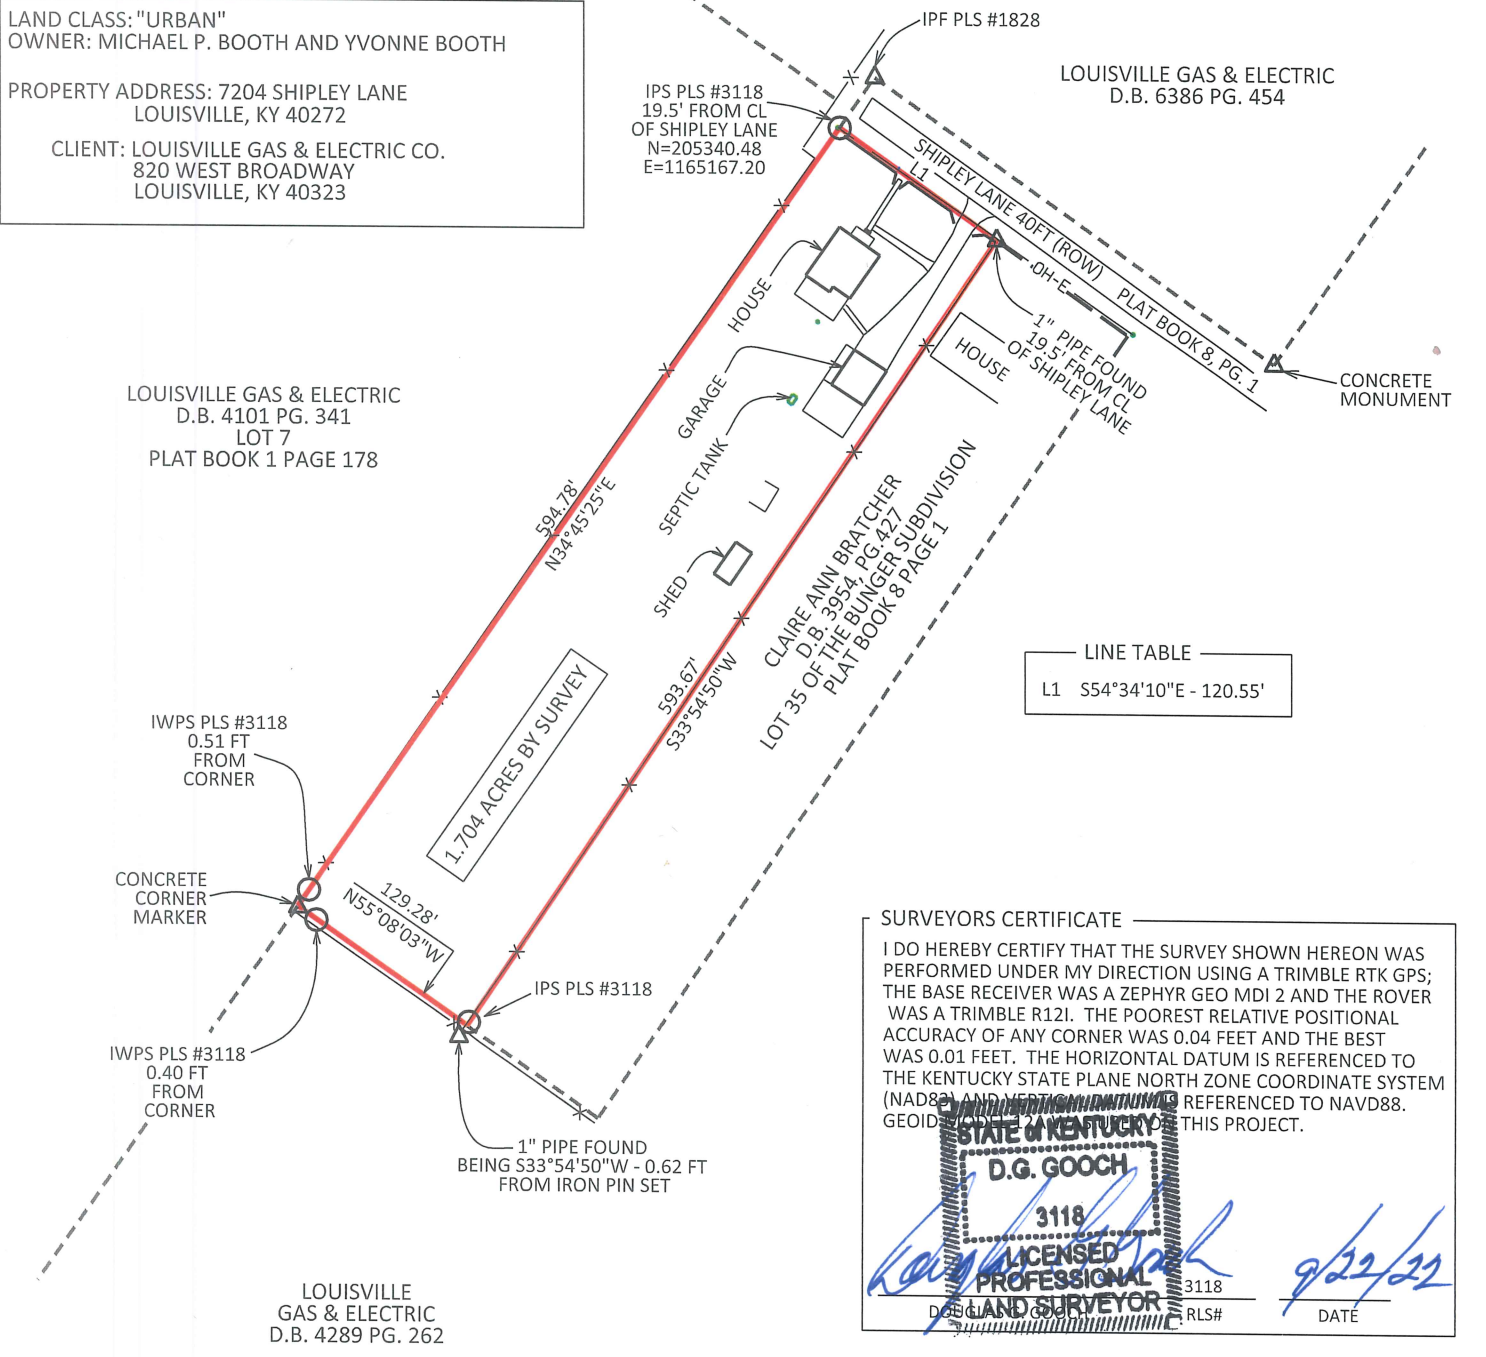 LAND CLASS: "URBAN"
OWNER: MICHAEL P. BOOTH AND YVONNE BOOTH
PROPERTY ADDRESS: 7204 SHIPLEY LANE
LOUISVILLE, KY 40272
CLIENT: LOUISVILLE GAS & ELECTRIC CO.
820 WEST BROADWAY
LOUISVILLE, KY 40323
IPF PLS #1828
LOUISVILLE GAS & ELECTRIC
D.B. 6386 PG. 454
IPS PLS #3118
19.5' FROM CL
OF SHIPLEY LANE
N=205340.48
E=1165167.20
SHIPLEY LANE 40FT (ROW) PLAT BOOK 8, PG. 1
L1
OH-E
HOUSE
1" PIPE FOUND
19.5' FROM CL
OF SHIPLEY LANE
HOUSE
CONCRETE
MONUMENT
GARAGE
SEPTIC TANK
SHED
LOUISVILLE GAS & ELECTRIC
D.B. 4101 PG. 341
LOT 7
PLAT BOOK 1 PAGE 178
594.78'
N34°45'25"E
CLAIRE ANN BRATCHER
D.B. 3954, PG.427
LOT 35 OF THE BUNGER SUBDIVISION
PLAT BOOK 8 PAGE 1
593.67'
S33°54'50"W
LINE TABLE
L1 S54°34'10"E - 120.55'
1.704 ACRES BY SURVEY
IWPS PLS #3118
0.51 FT
FROM
CORNER
CONCRETE
CORNER
MARKER
129.28'
N55°08'03"W
IPS PLS #3118
IWPS PLS #3118
0.40 FT
FROM
CORNER
1" PIPE FOUND
BEING S33°54'50"W - 0.62 FT
FROM IRON PIN SET
LOUISVILLE
GAS & ELECTRIC
D.B. 4289 PG. 262
SURVEYORS CERTIFICATE
I DO HEREBY CERTIFY THAT THE SURVEY SHOWN HEREON WAS
PERFORMED UNDER MY DIRECTION USING A TRIMBLE RTK GPS;
THE BASE RECEIVER WAS A ZEPHYR GEO MDI 2 AND THE ROVER
WAS A TRIMBLE R12I. THE POOREST RELATIVE POSITIONAL
ACCURACY OF ANY CORNER WAS 0.04 FEET AND THE BEST
WAS 0.01 FEET. THE HORIZONTAL DATUM IS REFERENCED TO
THE KENTUCKY STATE PLANE NORTH ZONE COORDINATE SYSTEM
(NAD83) AND VERTICAL DATUM IS REFERENCED TO NAVD88.
GEOID MODEL 12A WAS USED ON THIS PROJECT.
STATE of KENTUCKY
D.G. GOOCH
3118
LICENSED
PROFESSIONAL
LAND SURVEYOR
DOUGLAS G. GOOCH
3118
RLS#
9/22/22
DATE